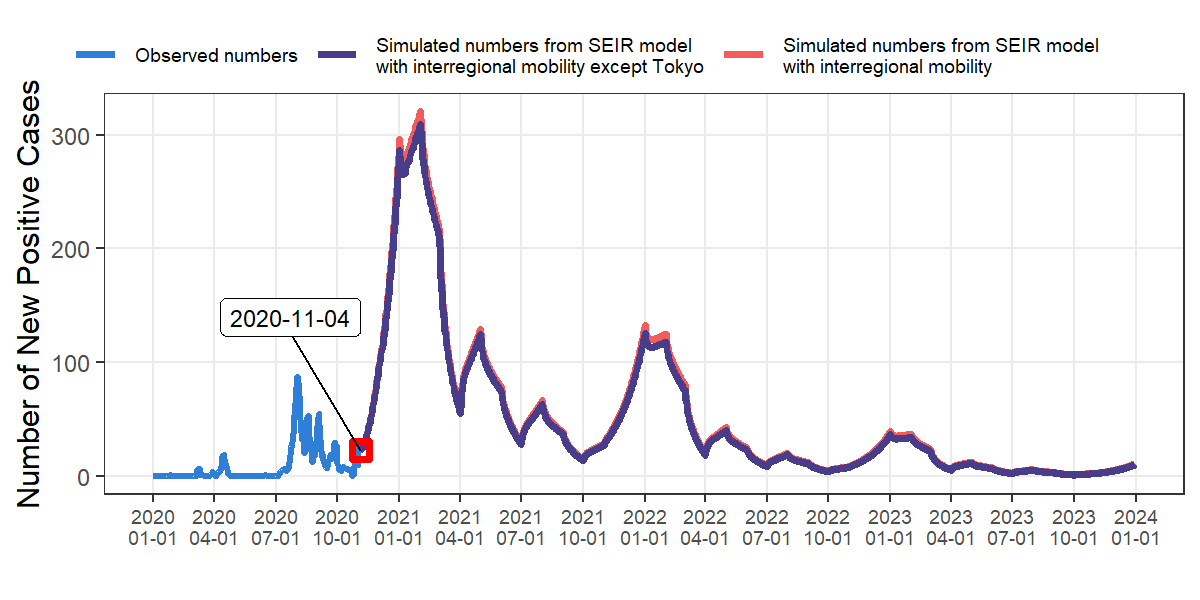 Observed numbers
Simulated numbers from SEIR model
with interregional mobility except Tokyo
Simulated numbers from SEIR model
with interregional mobility
Number of New Positive Cases
300
200
100
0
2020-11-04
2020 2020 2020 2020 2021 2021 2021 2021 2022 2022 2022 2022 2023 2023 2023 2023 2024
01-01 04-01 07-01 10-01 01-01 04-01 07-01 10-01 01-01 04-01 07-01 10-01 01-01 04-01 07-01 10-01 01-01